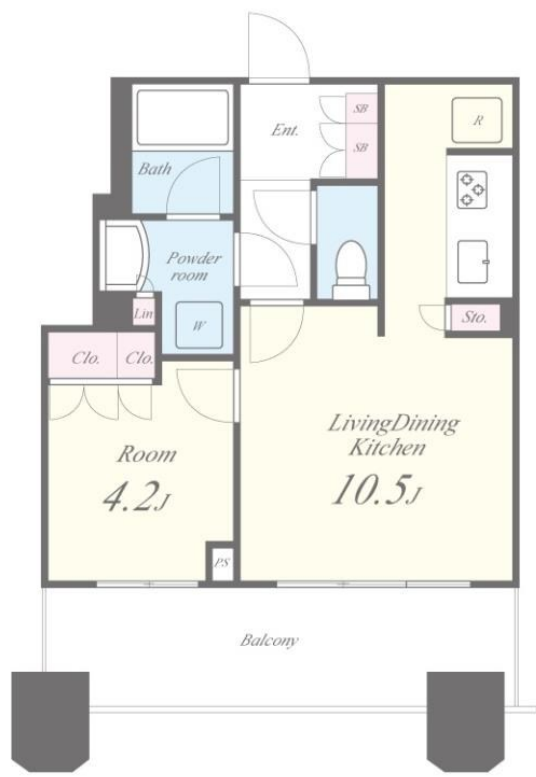 Ent.
SB
SB
R
Bath
Powder
room
W
Lin
Sto.
Clo.
Clo.
Room
4.2J
LivingDining
Kitchen
10.5J
PS
Balcony